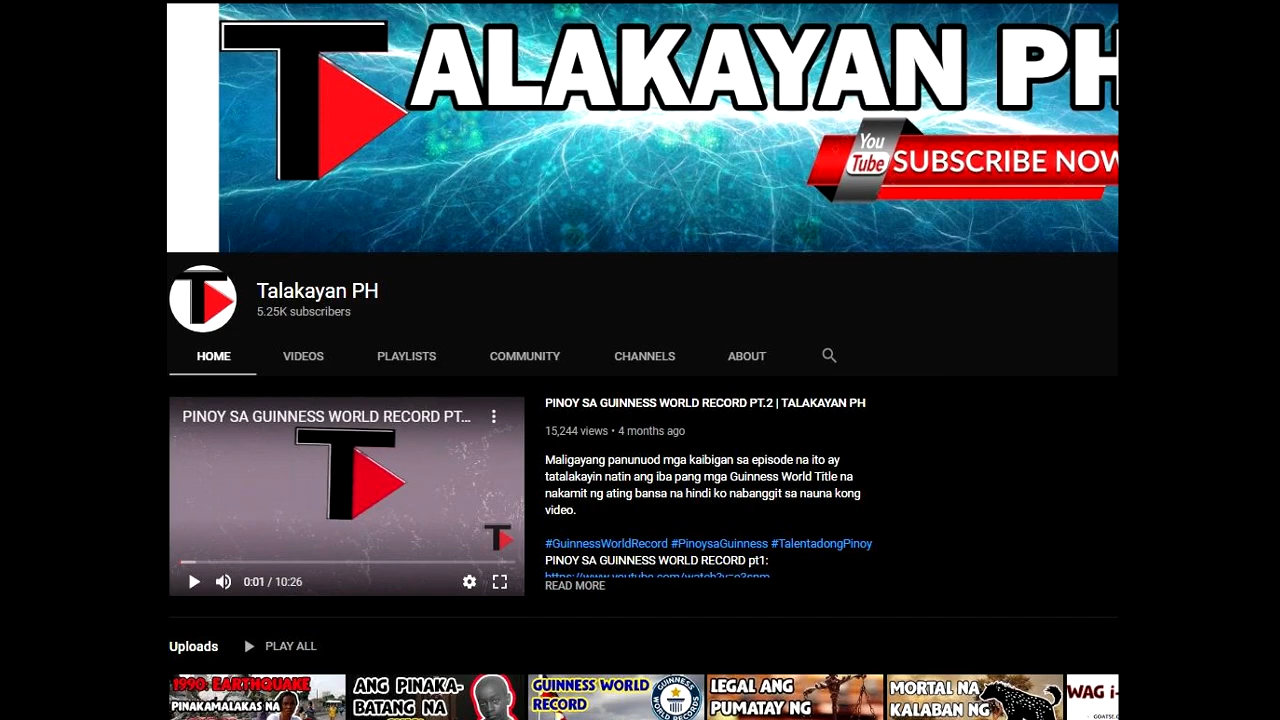 TALAKAYAN PH
You
Tube
SUBSCRIBE NOW
Talakayan PH
5.25K subscribers
HOME
VIDEOS
PLAYLISTS
COMMUNITY
CHANNELS
ABOUT
PINOY SA GUINNESS WORLD RECORD PT...
0:01 / 10:26
PINOY SA GUINNESS WORLD RECORD PT.2 | TALAKAYAN PH
15,244 views • 4 months ago
Maligayang panunuod mga kaibigan sa episode na ito ay
tatalakayin natin ang iba pang mga Guinness World Title na
nakamit ng ating bansa na hindi ko nabanggit sa nauna kong
video.
#GuinnessWorldRecord #PinoysaGuinness #TalentadongPinoy
PINOY SA GUINNESS WORLD RECORD pt1:
READ MORE
Uploads
PLAY ALL
1990: EARTHQUAKE
PINAKAMALAKAS NA
ANG PINAKA-
BATANG NA
GUINNESS WORLD
RECORD
LEGAL ANG
PUMATAY NG
MORTAL NA
KALABAN NG
WAG i-